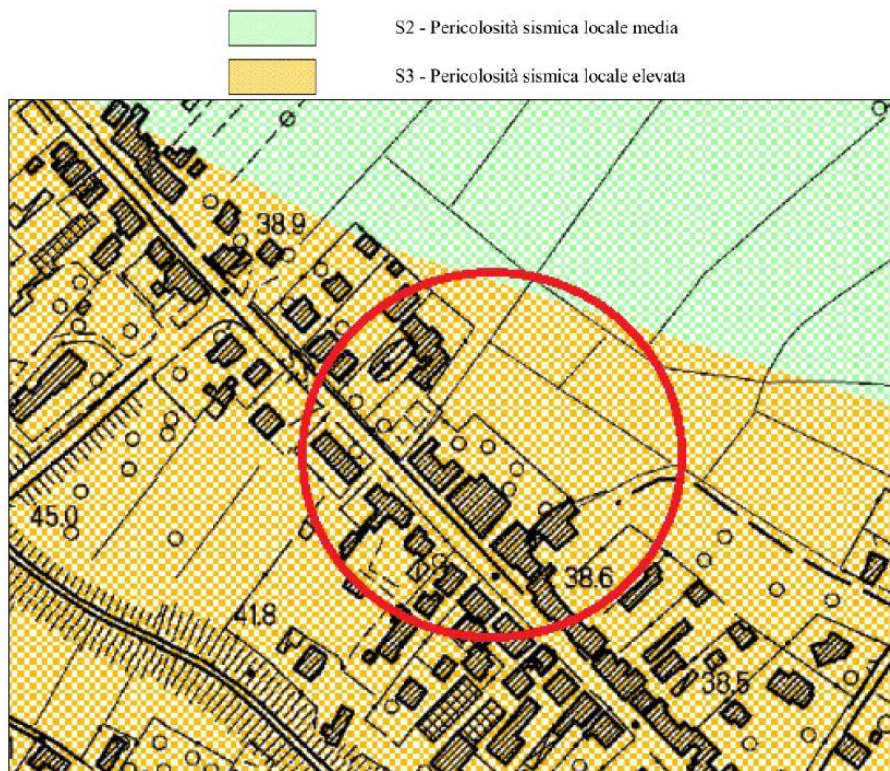 S2 - Pericolosità sismica locale media
S3 - Pericolosità sismica locale elevata
38.9
45.0
38.6
41.8
38.5